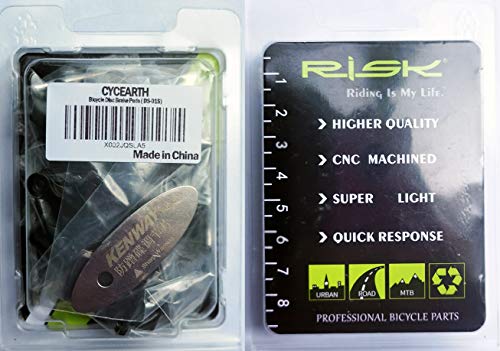 CYCEARTH
Bicycle Disc Brake Pads ( DS-01S)
X002JQSLA5
Made in China
KENWAY
RISK
Riding Is My Life.
1
2
3
4
5
6
7
8
HIGHER QUALITY
CNC MACHINED
SUPER LIGHT
QUICK RESPONSE
URBAN
ROAD
MTB
PROFESSIONAL BICYCLE PARTS